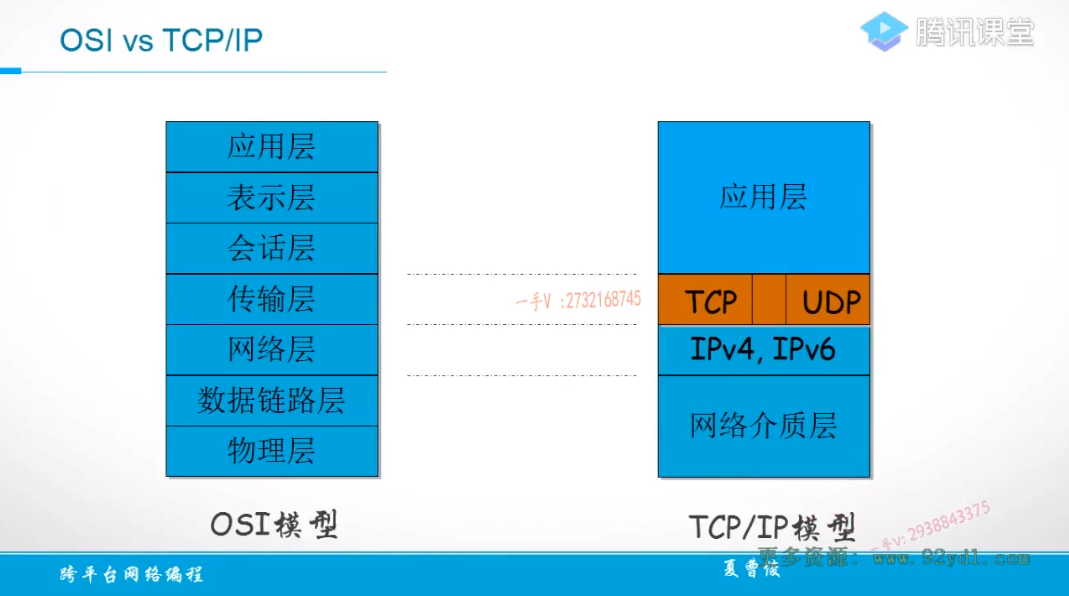 OSI vs TCP/IP
腾讯课堂
应用层
表示层
会话层
传输层
网络层
数据链路层
物理层
OSI模型
一手V :2732168745
应用层
TCP
UDP
IPv4, IPv6
网络介质层
TCP/IP模型
一手v: 2938843375
更多资源: www.92yd1.com
跨平台网络编程
夏曹俊